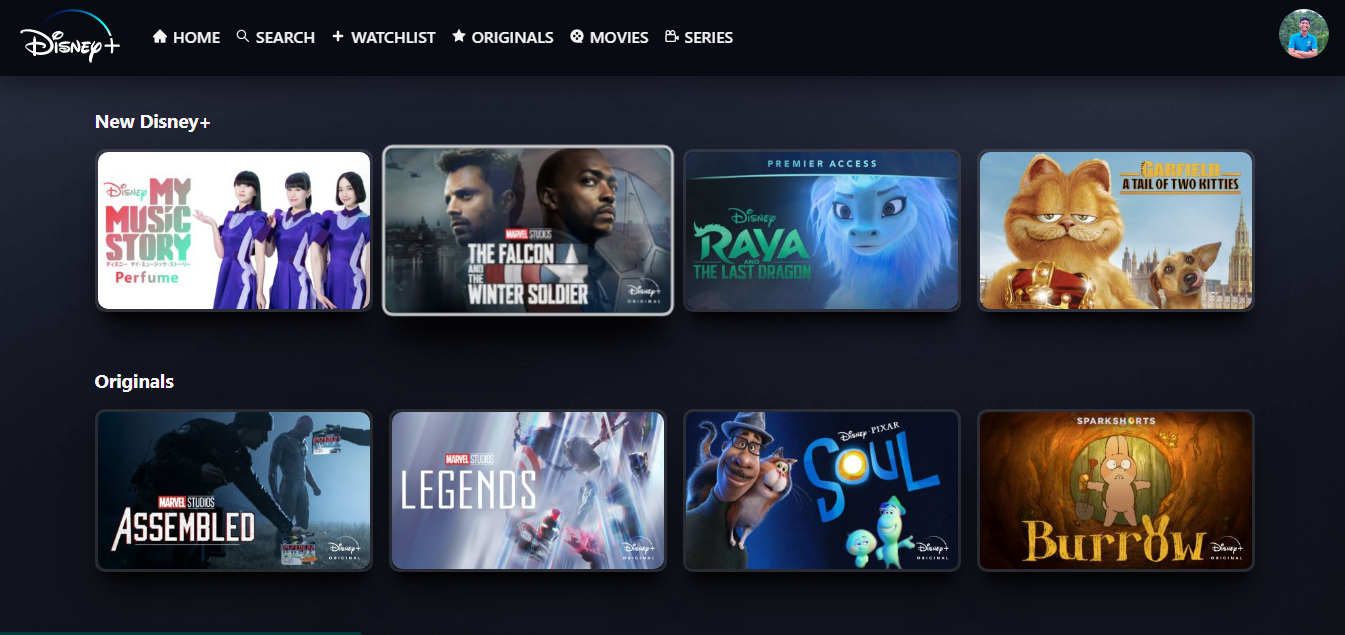 Disney+
HOME
SEARCH
WATCHLIST
ORIGINALS
MOVIES
SERIES
New Disney+
Disney MY
MUSIC
STORY
ディズニー マイ・ミュージック・ストーリー
Perfume
MARVEL STUDIOS
THE FALCON
AND THE
WINTER SOLDIER
Disney+
ORIGINAL
PREMIER ACCESS
Disney
RAYA
AND
THE LAST DRAGON
GARFIELD
A TAIL OF TWO KITTIES
Originals
MARVEL STUDIOS
ASSEMBLED
Disney+
ORIGINAL
MARVEL STUDIOS
LEGENDS
Disney+
ORIGINAL
Disney · PIXAR
SOUL
Disney+
ORIGINAL
SPARKSHORTS
Burrow
Disney+
ORIGINAL